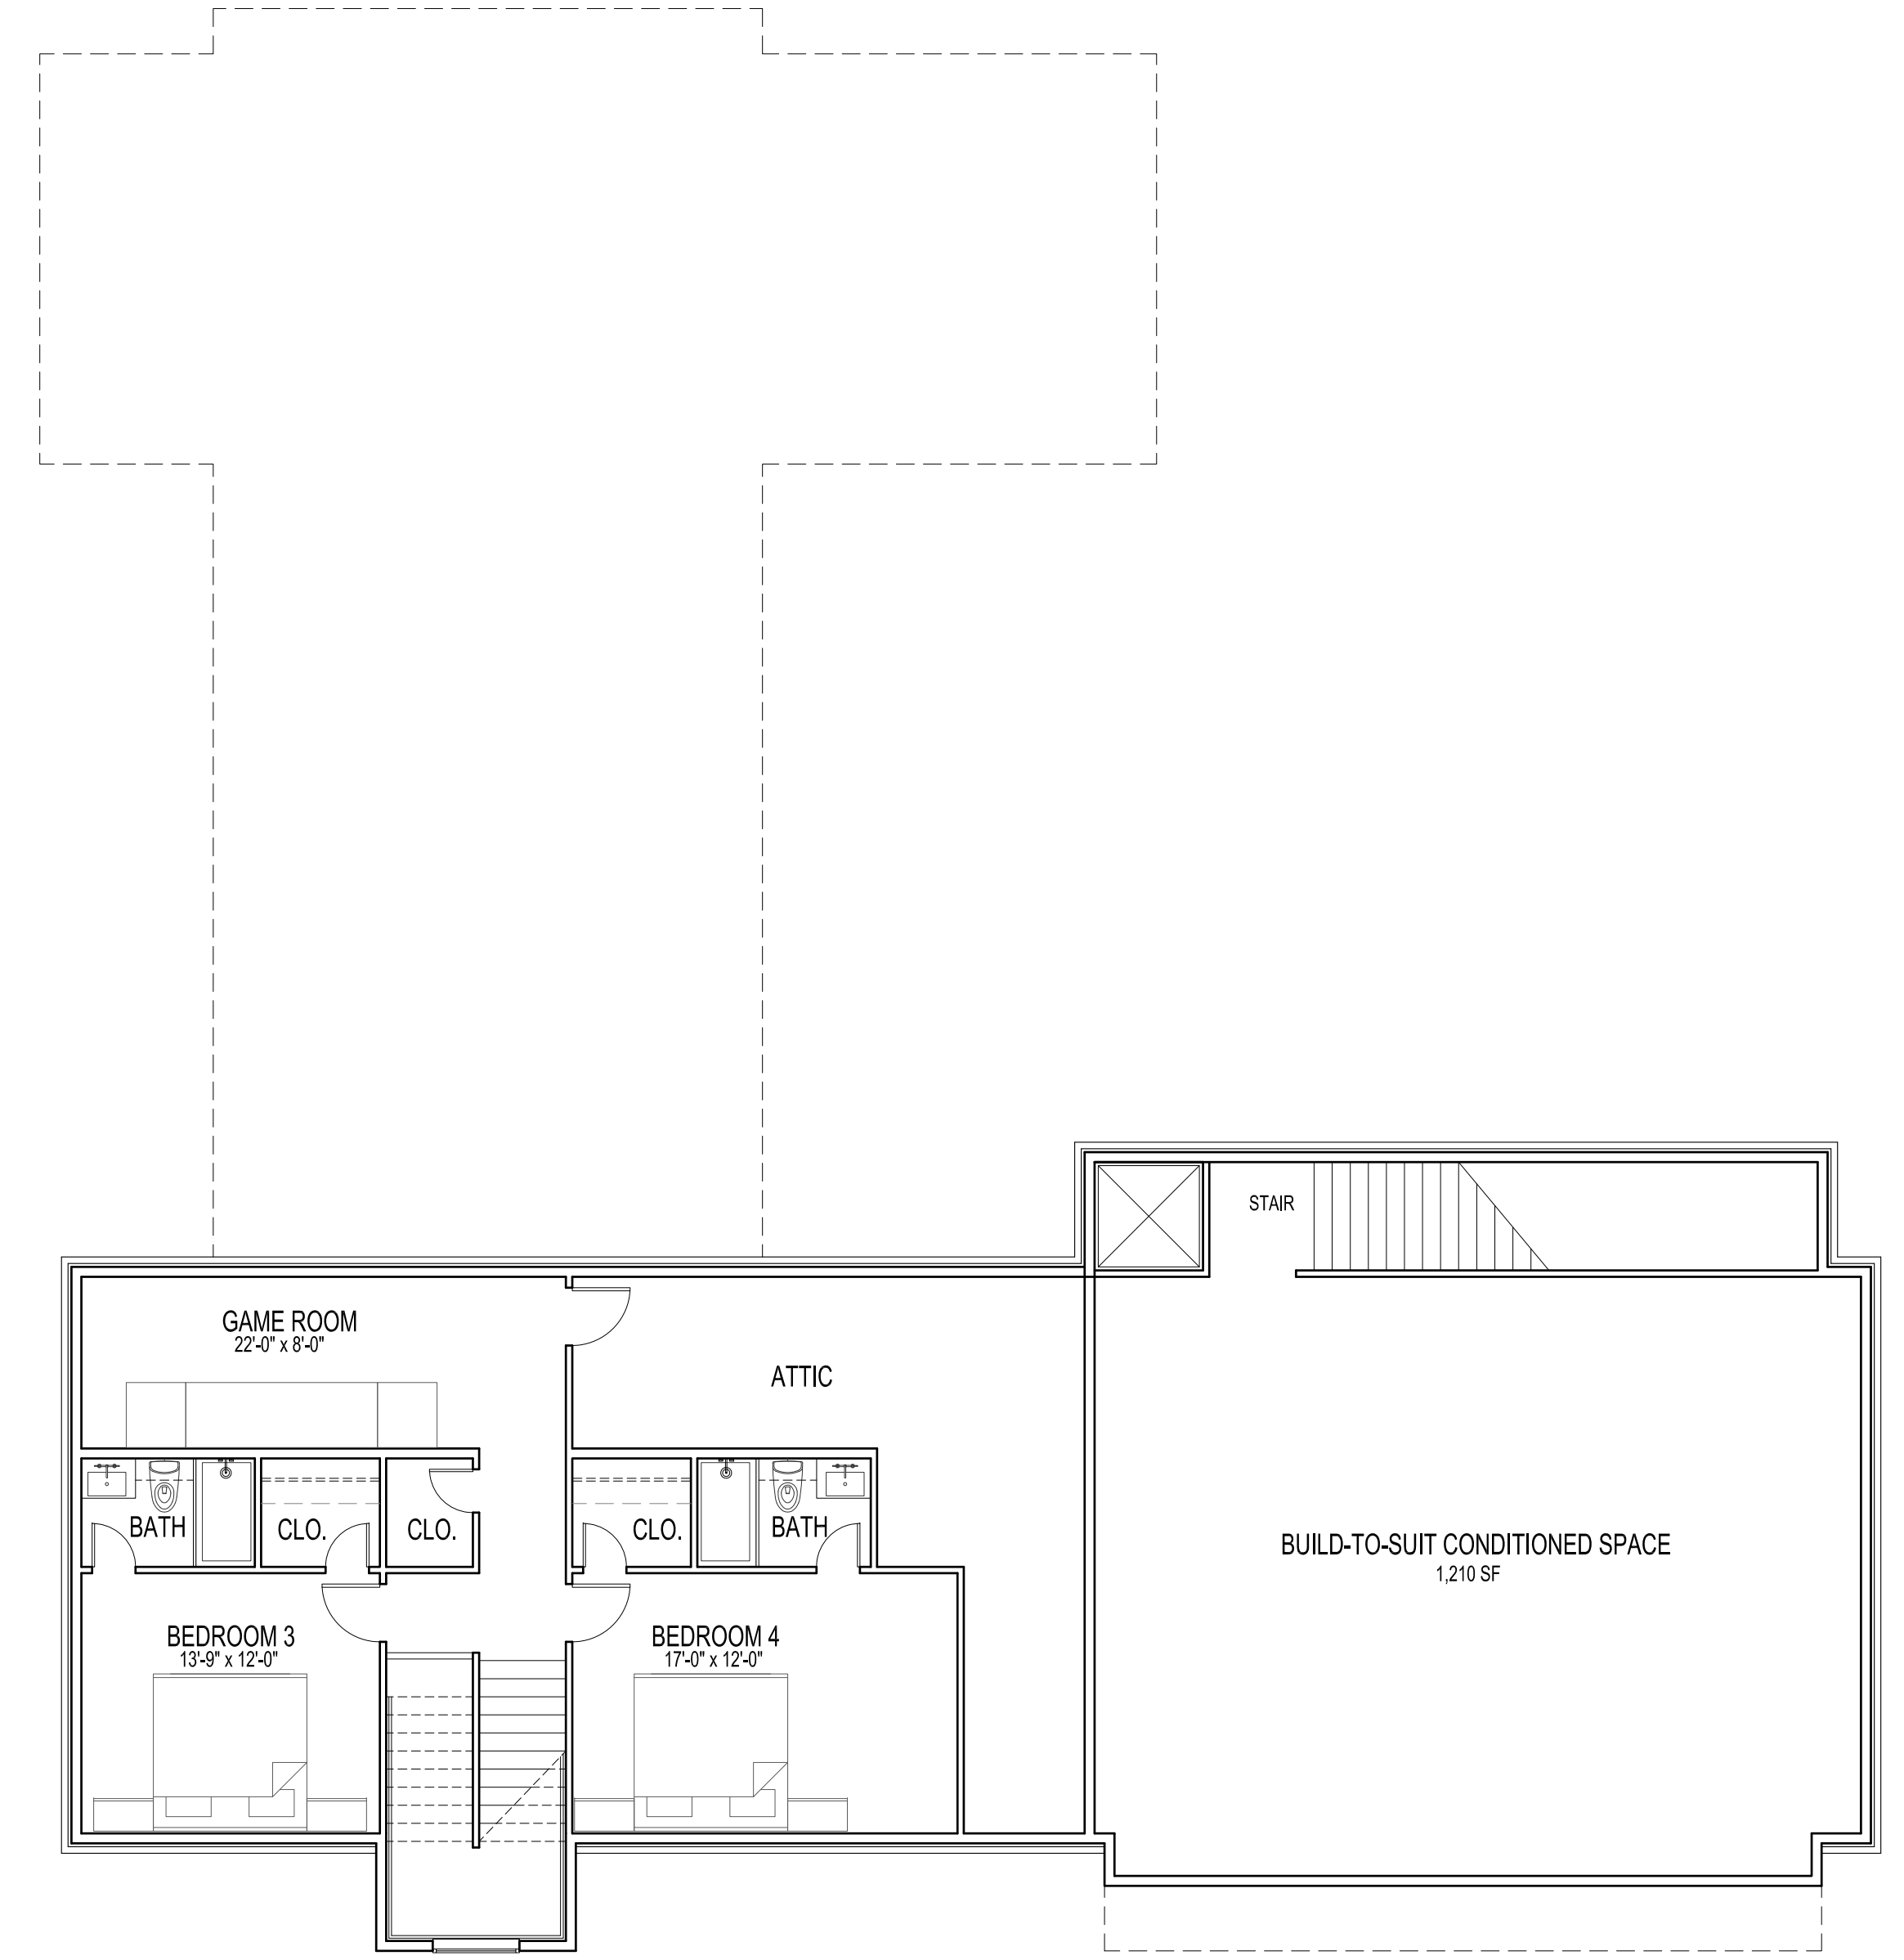 STAIR
GAME ROOM
22'-0" x 8'-0"
ATTIC
BATH
CLO.
CLO.
CLO.
BATH
BUILD-TO-SUIT CONDITIONED SPACE
1,210 SF
BEDROOM 3
13'-9" x 12'-0"
BEDROOM 4
17'-0" x 12'-0"